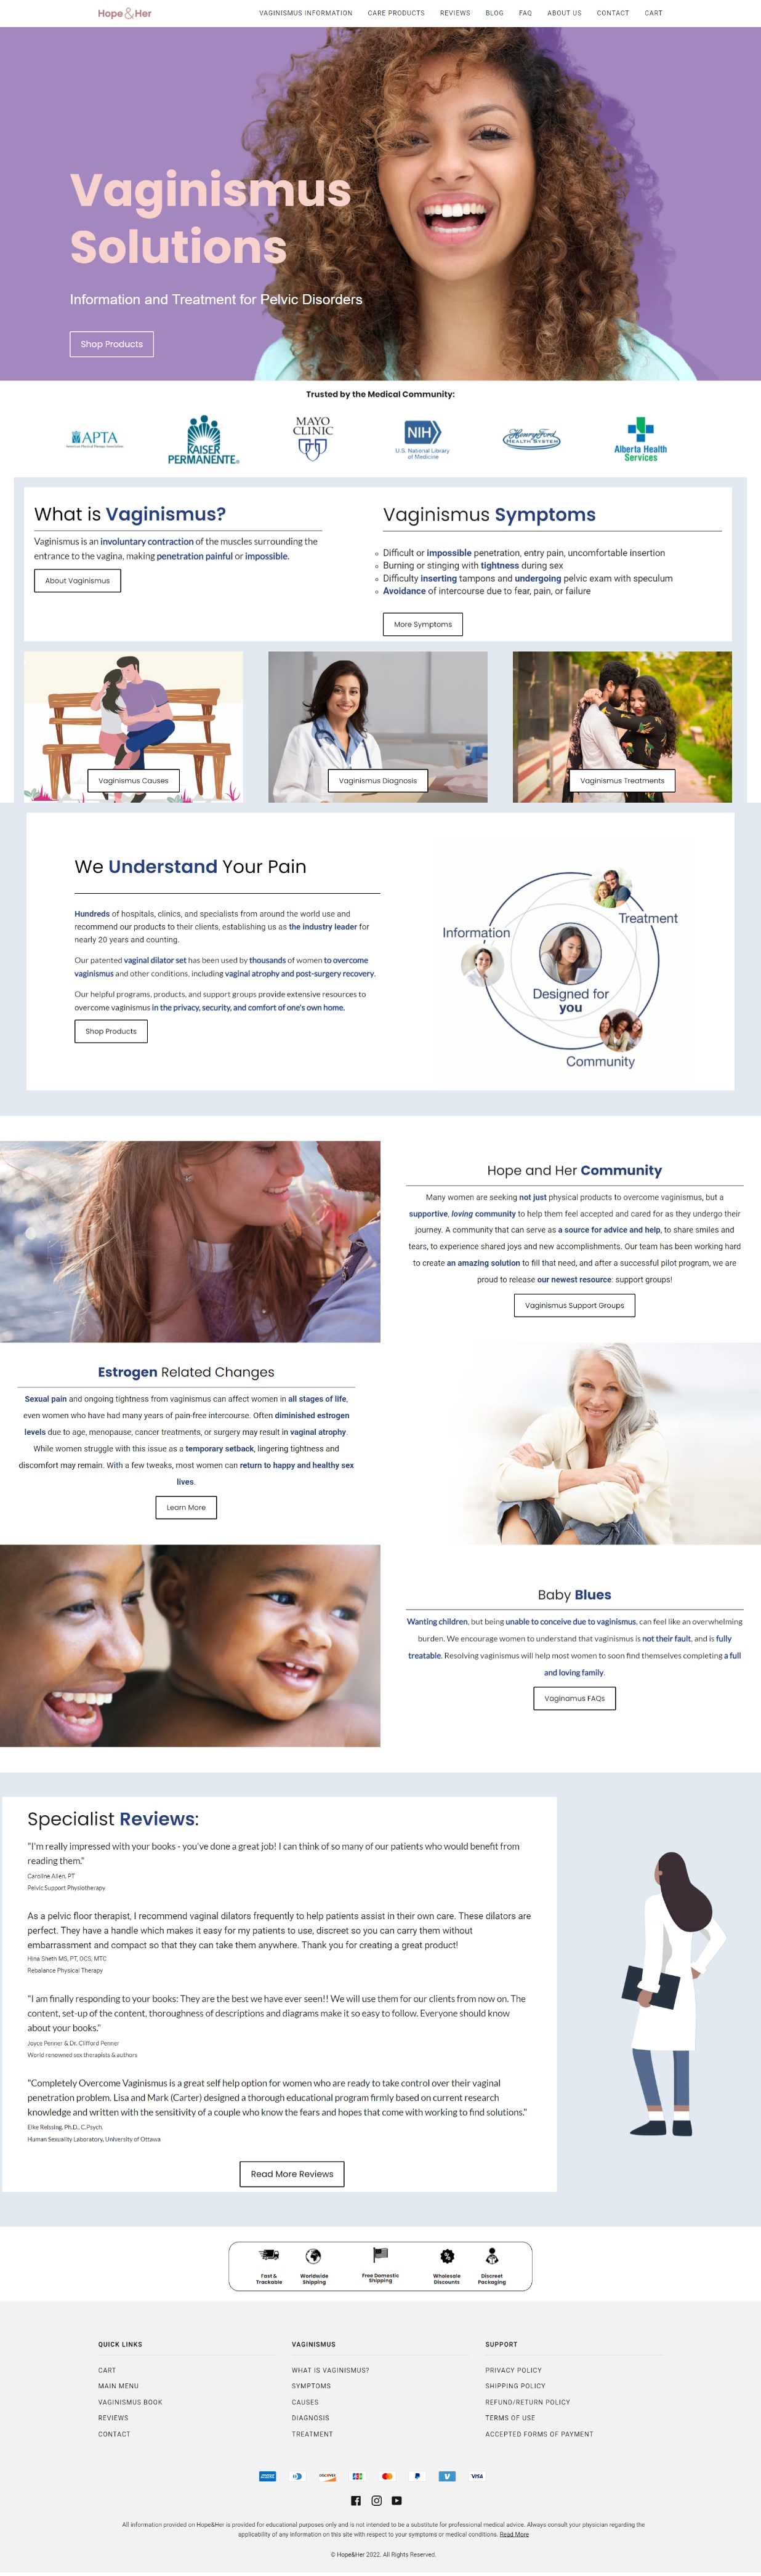 Hope&Her
VAGINISMUS INFORMATION CARE PRODUCTS REVIEWS BLOG FAQ ABOUT US CONTACT CART
Vaginismus
Solutions
Information and Treatment for Pelvic Disorders
Shop Products
Trusted by the Medical Community:
APTA
American Physical Therapy Association
KAISER
PERMANENTE®
MAYO
CLINIC
NIH
U.S. National Library
of Medicine
Henry Ford
HEALTH SYSTEM
Alberta Health
Services
What is Vaginismus?
Vaginismus is an involuntary contraction of the muscles surrounding the
entrance to the vagina, making penetration painful or impossible.
About Vaginismus
Vaginismus Symptoms
Difficult or impossible penetration, entry pain, uncomfortable insertion
Burning or stinging with tightness during sex
Difficulty inserting tampons and undergoing pelvic exam with speculum
Avoidance of intercourse due to fear, pain, or failure
More Symptoms
Vaginismus Causes
Vaginismus Diagnosis
Vaginismus Treatments
We Understand Your Pain
Hundreds of hospitals, clinics, and specialists from around the world use and
recommend our products to their clients, establishing us as the industry leader for
nearly 20 years and counting.
Our patented vaginal dilator set has been used by thousands of women to overcome
vaginismus and other conditions, including vaginal atrophy and post-surgery recovery.
Our helpful programs, products, and support groups provide extensive resources to
overcome vaginismus in the privacy, security, and comfort of one's own home.
Shop Products
Information
Treatment
Designed for
you
Community
Hope and Her Community
Many women are seeking not just physical products to overcome vaginismus, but a
supportive, loving community to help them feel accepted and cared for as they undergo their
journey. A community that can serve as a source for advice and help, to share smiles and
tears, to experience shared joys and new accomplishments. Our team has been working hard
to create an amazing solution to fill that need, and after a successful pilot program, we are
proud to release our newest resource: support groups!
Vaginismus Support Groups
Estrogen Related Changes
Sexual pain and ongoing tightness from vaginismus can affect women in all stages of life,
even women who have had many years of pain-free intercourse. Often diminished estrogen
levels due to age, menopause, cancer treatments, or surgery may result in vaginal atrophy.
While women struggle with this issue as a temporary setback, lingering tightness and
discomfort may remain. With a few tweaks, most women can return to happy and healthy sex
lives.
Learn More
Baby Blues
Wanting children, but being unable to conceive due to vaginismus, can feel like an overwhelming
burden. We encourage women to understand that vaginismus is not their fault, and is fully
treatable. Resolving vaginismus will help most women to soon find themselves completing a full
and loving family.
Vaginamus FAQs
Specialist Reviews:
"I'm really impressed with your books - you've done a great job! I can think of so many of our patients who would benefit from
reading them."
Caroline Allen, PT
Pelvic Support Physiotherapy
As a pelvic floor therapist, I recommend vaginal dilators frequently to help patients assist in their own care. These dilators are
perfect. They have a handle which makes it easy for my patients to use, discreet so you can carry them without
embarrassment and compact so that they can take them anywhere. Thank you for creating a great product!
Hina Sheth MS, PT, OCS, MTC
Rebalance Physical Therapy
"I am finally responding to your books: They are the best we have ever seen!! We will use them for our clients from now on. The
content, set-up of the content, thoroughness of descriptions and diagrams make it so easy to follow. Everyone should know
about your books."
Joyce Penner & Dr. Clifford Penner
World renowned sex therapists & authors
"Completely Overcome Vaginismus is a great self help option for women who are ready to take control over their vaginal
penetration problem. Lisa and Mark (Carter) designed a thorough educational program firmly based on current research
knowledge and written with the sensitivity of a couple who know the fears and hopes that come with working to find solutions."
Elke Reissing, Ph.D., C.Psych.
Human Sexuality Laboratory, University of Ottawa
Read More Reviews
Fast &
Trackable
Worldwide
Shipping
Free Domestic
Shipping
Wholesale
Discounts
Discreet
Packaging
QUICK LINKS
CART
MAIN MENU
VAGINISMUS BOOK
REVIEWS
CONTACT
VAGINISMUS
WHAT IS VAGINISMUS?
SYMPTOMS
CAUSES
DIAGNOSIS
TREATMENT
SUPPORT
PRIVACY POLICY
SHIPPING POLICY
REFUND/RETURN POLICY
TERMS OF USE
ACCEPTED FORMS OF PAYMENT
DISCOVER
JCB
VISA
All information provided on Hope&Her is provided for educational purposes only and is not intended to be a substitute for professional medical advice. Always consult your physician regarding the
applicability of any information on this site with respect to your symptoms or medical conditions. Read More
© Hope&Her 2022. All Rights Reserved.